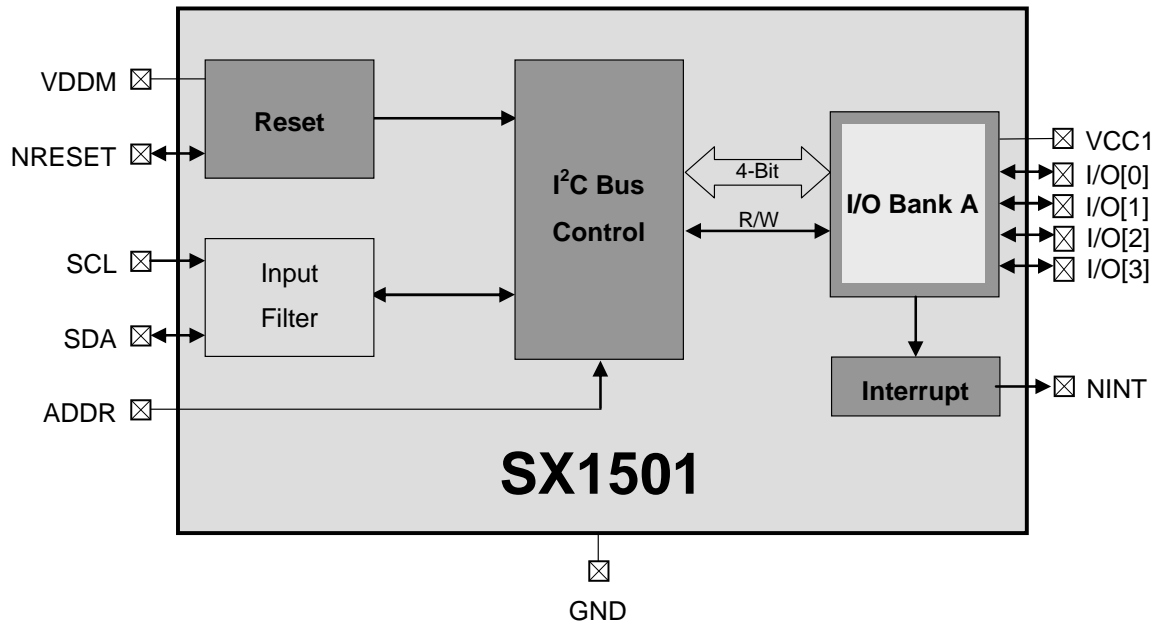 VDDM
NRESET
SCL
SDA
ADDR
Reset
Input
Filter
I²C Bus
Control
4-Bit
R/W
I/O Bank A
Interrupt
VCC1
I/O[0]
I/O[1]
I/O[2]
I/O[3]
NINT
SX1501
GND